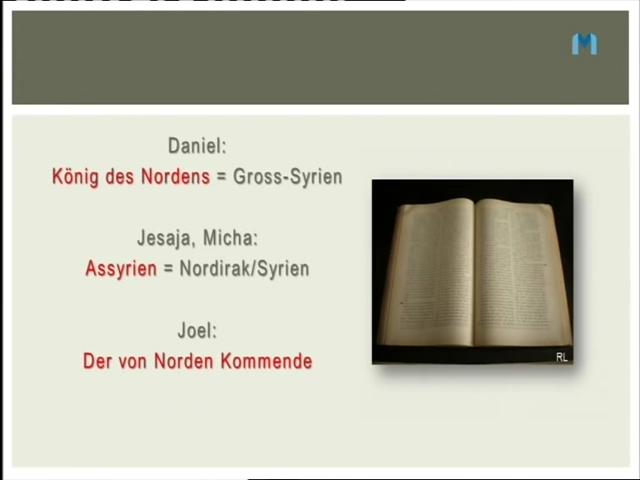 Daniel:
König des Nordens = Gross-Syrien
Jesaja, Micha:
Assyrien = Nordirak/Syrien
Joel:
Der von Norden Kommende
RL
M